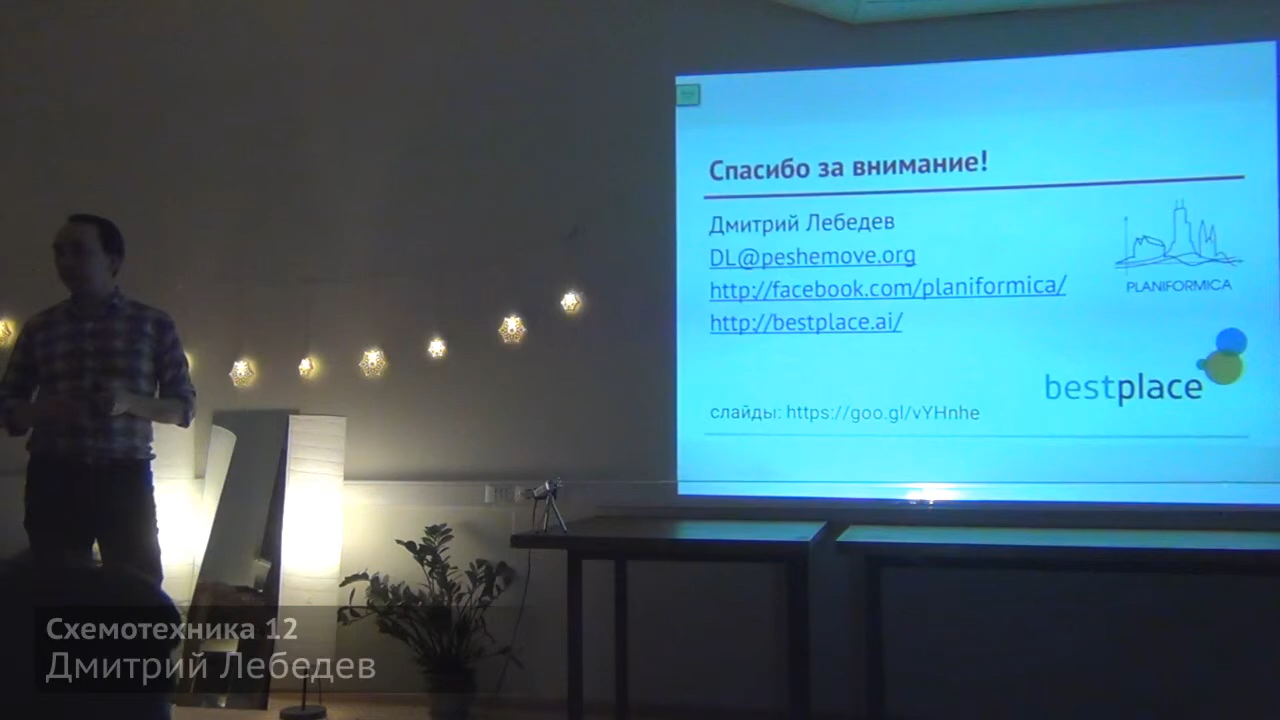 Спасибо за внимание!
Дмитрий Лебедев
DL@peshemove.org
http://facebook.com/planiformica/
http://bestplace.ai/
PLANIFORMICA
bestplace
слайды: https://goo.gl/vYHnhe
Схемотехника 12
Дмитрий Лебедев